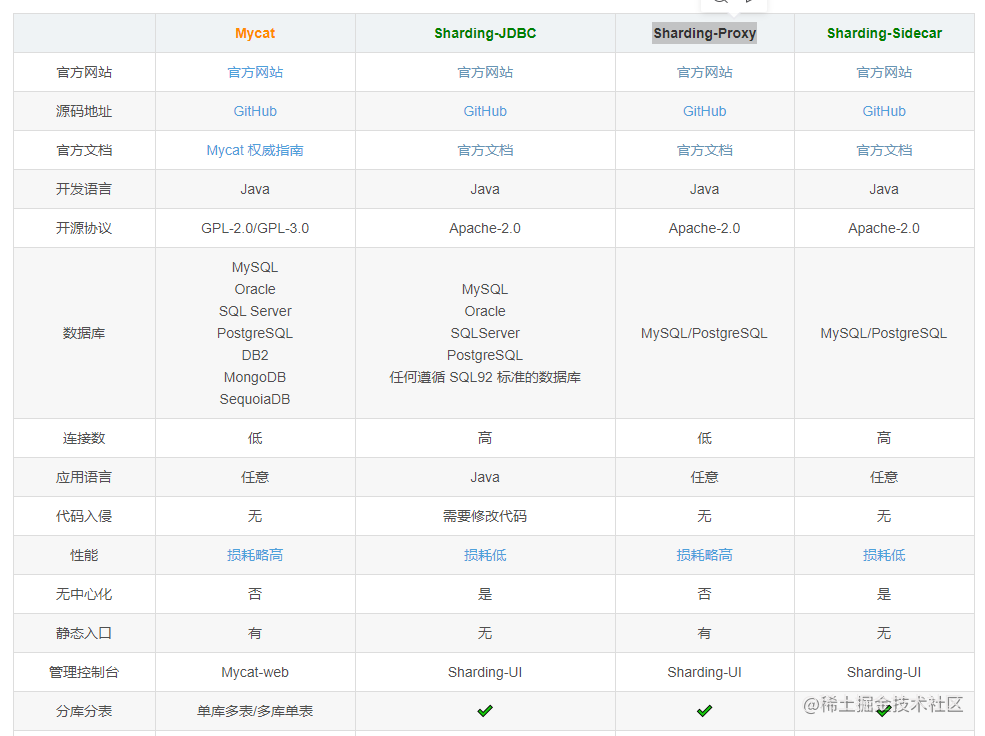 Mycat Sharding-JDBC Sharding-Proxy Sharding-Sidecar
官方网站 官方网站 官方网站 官方网站 官方网站
源码地址 GitHub GitHub GitHub GitHub
官方文档 Mycat 权威指南 官方文档 官方文档 官方文档
开发语言 Java Java Java Java
开源协议 GPL-2.0/GPL-3.0 Apache-2.0 Apache-2.0 Apache-2.0
数据库
MySQL
Oracle
SQL Server
PostgreSQL
DB2
MongoDB
SequoiaDB
MySQL
Oracle
SQLServer
PostgreSQL
任何遵循 SQL92 标准的数据库
MySQL/PostgreSQL
MySQL/PostgreSQL
连接数 低 高 低 高
应用语言 任意 Java 任意 任意
代码入侵 无 需要修改代码 无 无
性能 损耗略高 损耗低 损耗略高 损耗低
无中心化 否 是 否 是
静态入口 有 无 有 无
管理控制台 Mycat-web Sharding-UI Sharding-UI Sharding-UI
分库分表 单库多表/多库单表 ✔ ✔ ✔
@稀土掘金技术社区